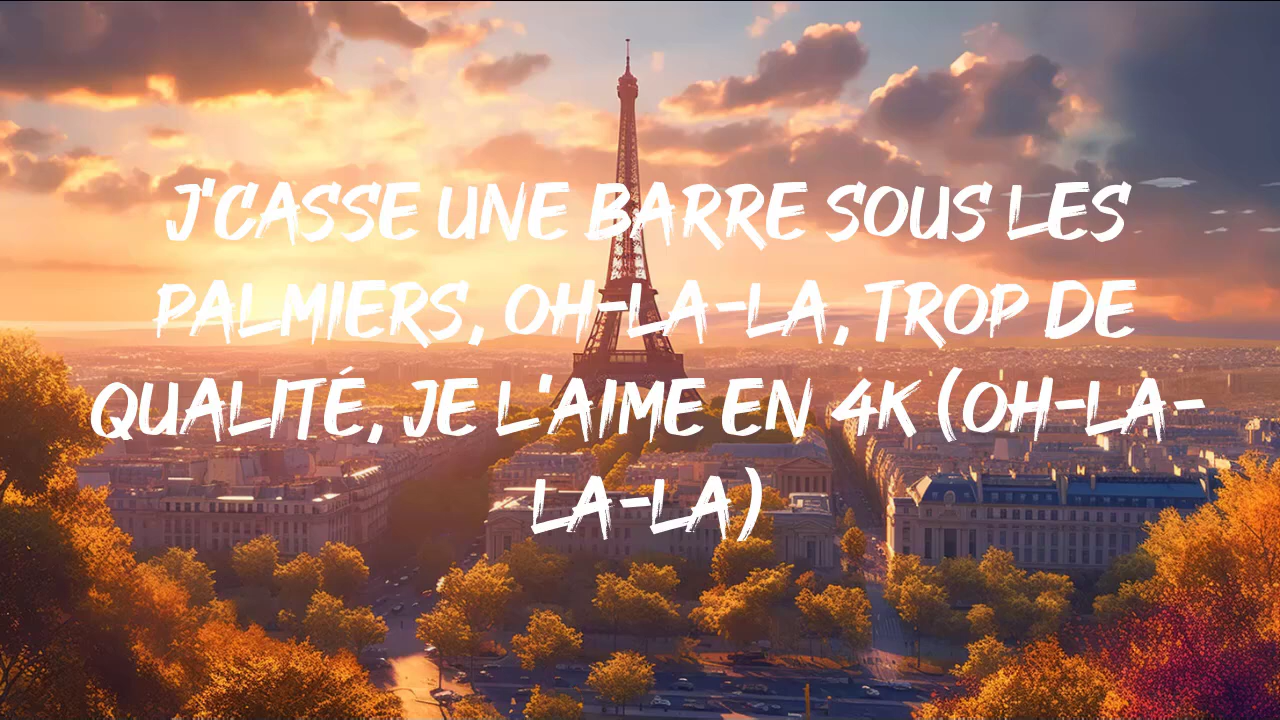 J'CASSE UNE BARRE SOUS LES
PALMIERS, OH-LA-LA, TROP DE
QUALITÉ, JE L'AIME EN 4K (OH-LA-
LA-LA)